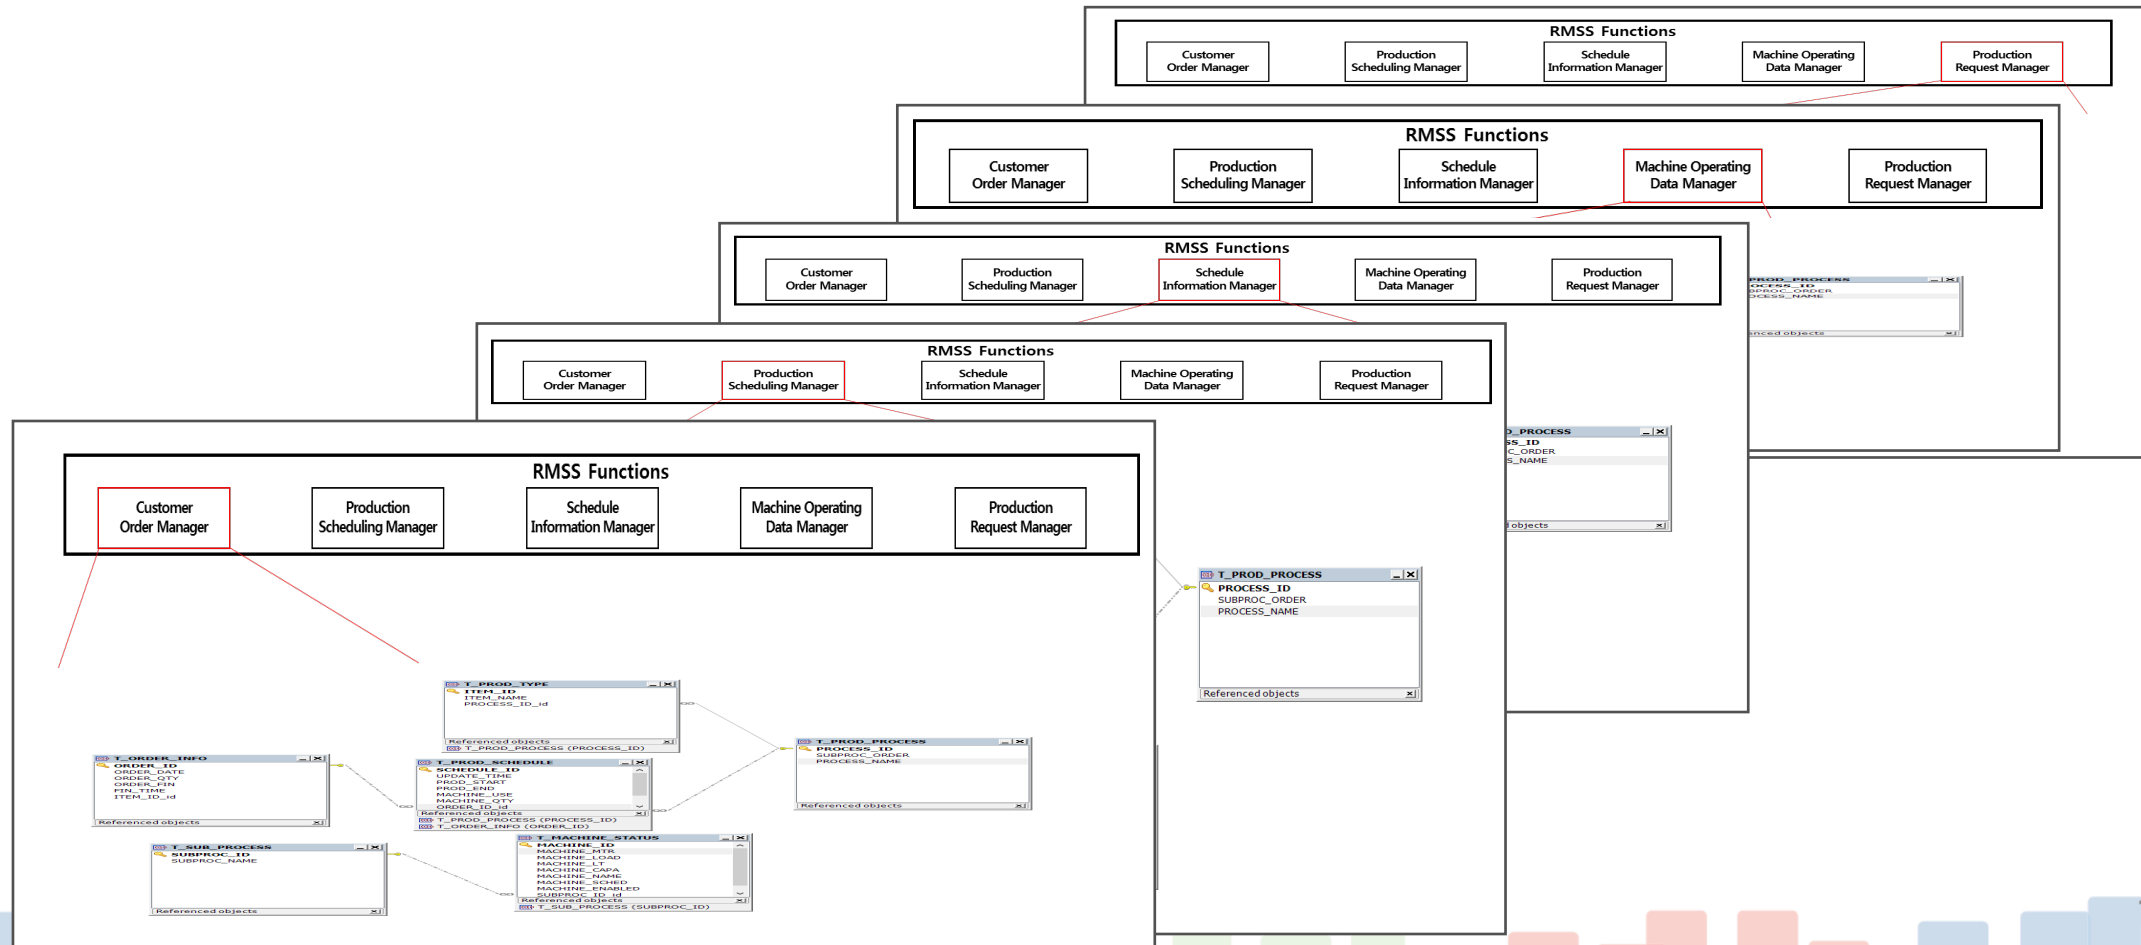 RMSS Functions
Customer
Order Manager
Production
Scheduling Manager
Schedule
Information Manager
Machine Operating
Data Manager
Production
Request Manager
RMSS Functions
Customer
Order Manager
Production
Scheduling Manager
Schedule
Information Manager
Machine Operating
Data Manager
Production
Request Manager
RMSS Functions
Customer
Order Manager
Production
Scheduling Manager
Schedule
Information Manager
Machine Operating
Data Manager
Production
Request Manager
RMSS Functions
Customer
Order Manager
Production
Scheduling Manager
Schedule
Information Manager
Machine Operating
Data Manager
Production
Request Manager
T_PROD_PROCESS
PROCESS_ID
SUBPROC_ORDER
PROCESS_NAME
Referenced objects
RMSS Functions
Customer
Order Manager
Production
Scheduling Manager
Schedule
Information Manager
Machine Operating
Data Manager
Production
Request Manager
T_PROD_TYPE
ITEM_ID
ITEM_NAME
PROCESS_ID_id
Referenced objects
T_PROD_PROCESS (PROCESS_ID)
T_ORDER_INFO
ORDER_ID
ORDER_DATE
ORDER_QTY
ORDER_FIN
FIN_TIME
ITEM_ID_id
Referenced objects
T_PROD_SCHEDULE
SCHEDULE_ID
UPDATE_TIME
PROD_START
PROD_END
MACHINE_USE
MACHINE_QTY
ORDER_ID_id
Referenced objects
T_PROD_PROCESS (PROCESS_ID)
T_ORDER_INFO (ORDER_ID)
T_PROD_PROCESS
PROCESS_ID
SUBPROC_ORDER
PROCESS_NAME
Referenced objects
T_SUB_PROCESS
SUBPROC_ID
SUBPROC_NAME
Referenced objects
T_MACHINE_STATUS
MACHINE_ID
MACHINE_MTR
MACHINE_LOAD
MACHINE_LT
MACHINE_CAPA
MACHINE_NAME
MACHINE_SCHED
MACHINE_ENABLED
SUBPROC_ID_id
Referenced objects
T_SUB_PROCESS (SUBPROC_ID)